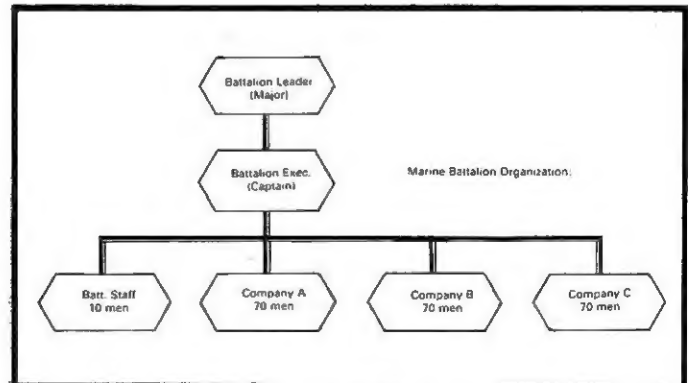 Battalion Leader
(Major)
Battalion Exec.
(Captain)
Marine Battalion Organization:
Batt. Staff
10 men
Company A
70 men
Company B
70 men
Company C
70 men